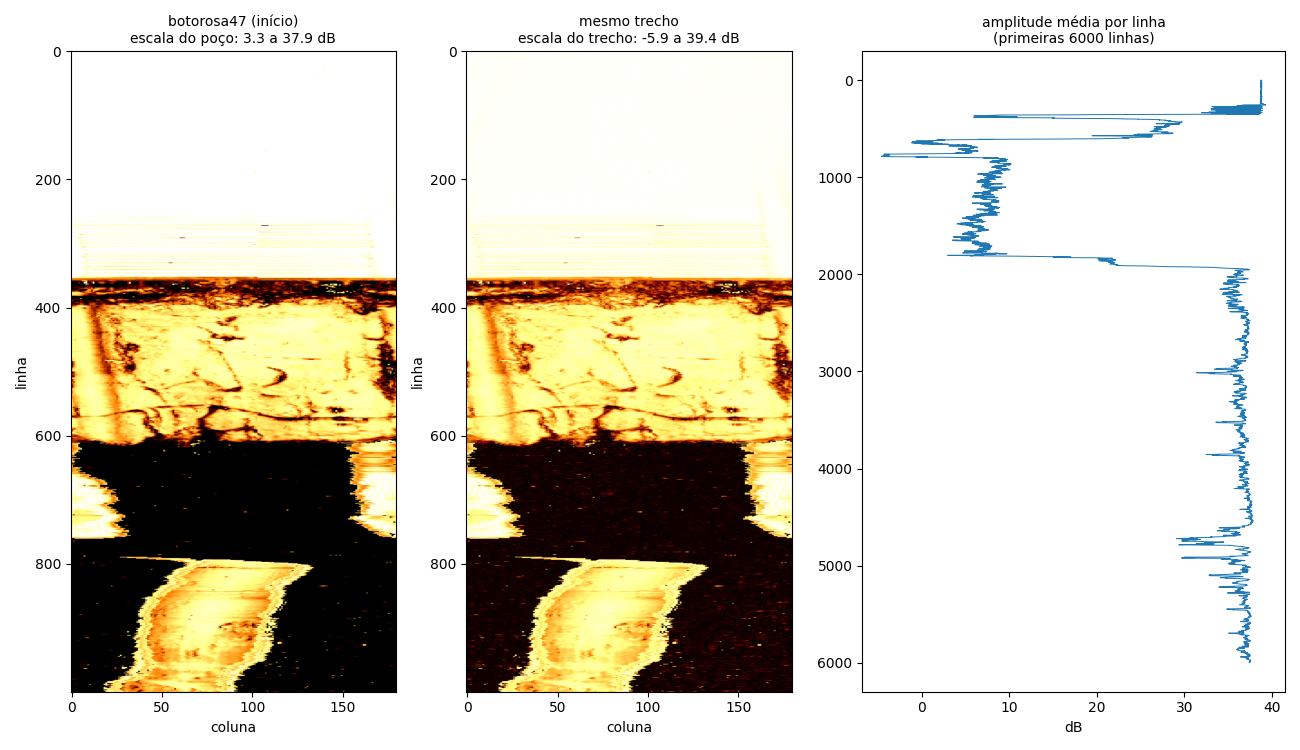 botorosa47 (início)
escala do poço: 3.3 a 37.9 dB
mesmo trecho
escala do trecho: -5.9 a 39.4 dB
amplitude média por linha
(primeiras 6000 linhas)
0
200
400
600
800
linha
0
50
100
150
coluna
0
200
400
600
800
linha
0
50
100
150
coluna
0
1000
2000
3000
4000
5000
6000
0
10
20
30
40
dB